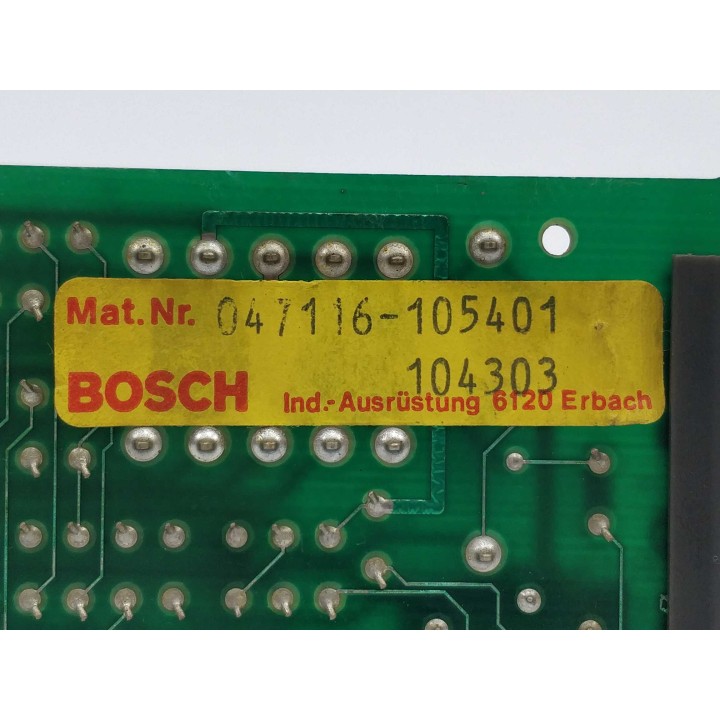 Mat.Nr. 047116-105401
104303
BOSCH Ind.-Ausrüstung 6120 Erbach